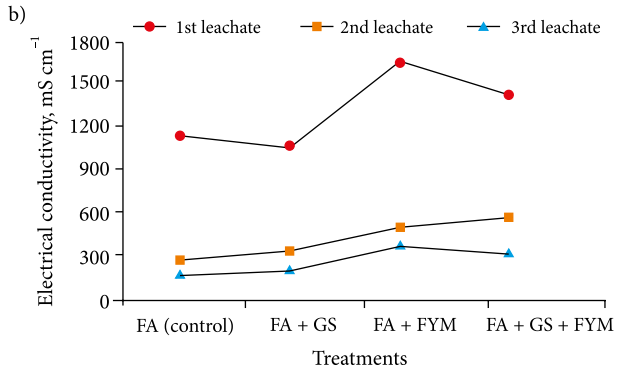 b)
1st leachate 2nd leachate 3rd leachate
Electrical conductivity, mS cm⁻¹
1800
1500
1200
900
600
300
0
FA (control) FA + GS FA + FYM FA + GS + FYM
Treatments